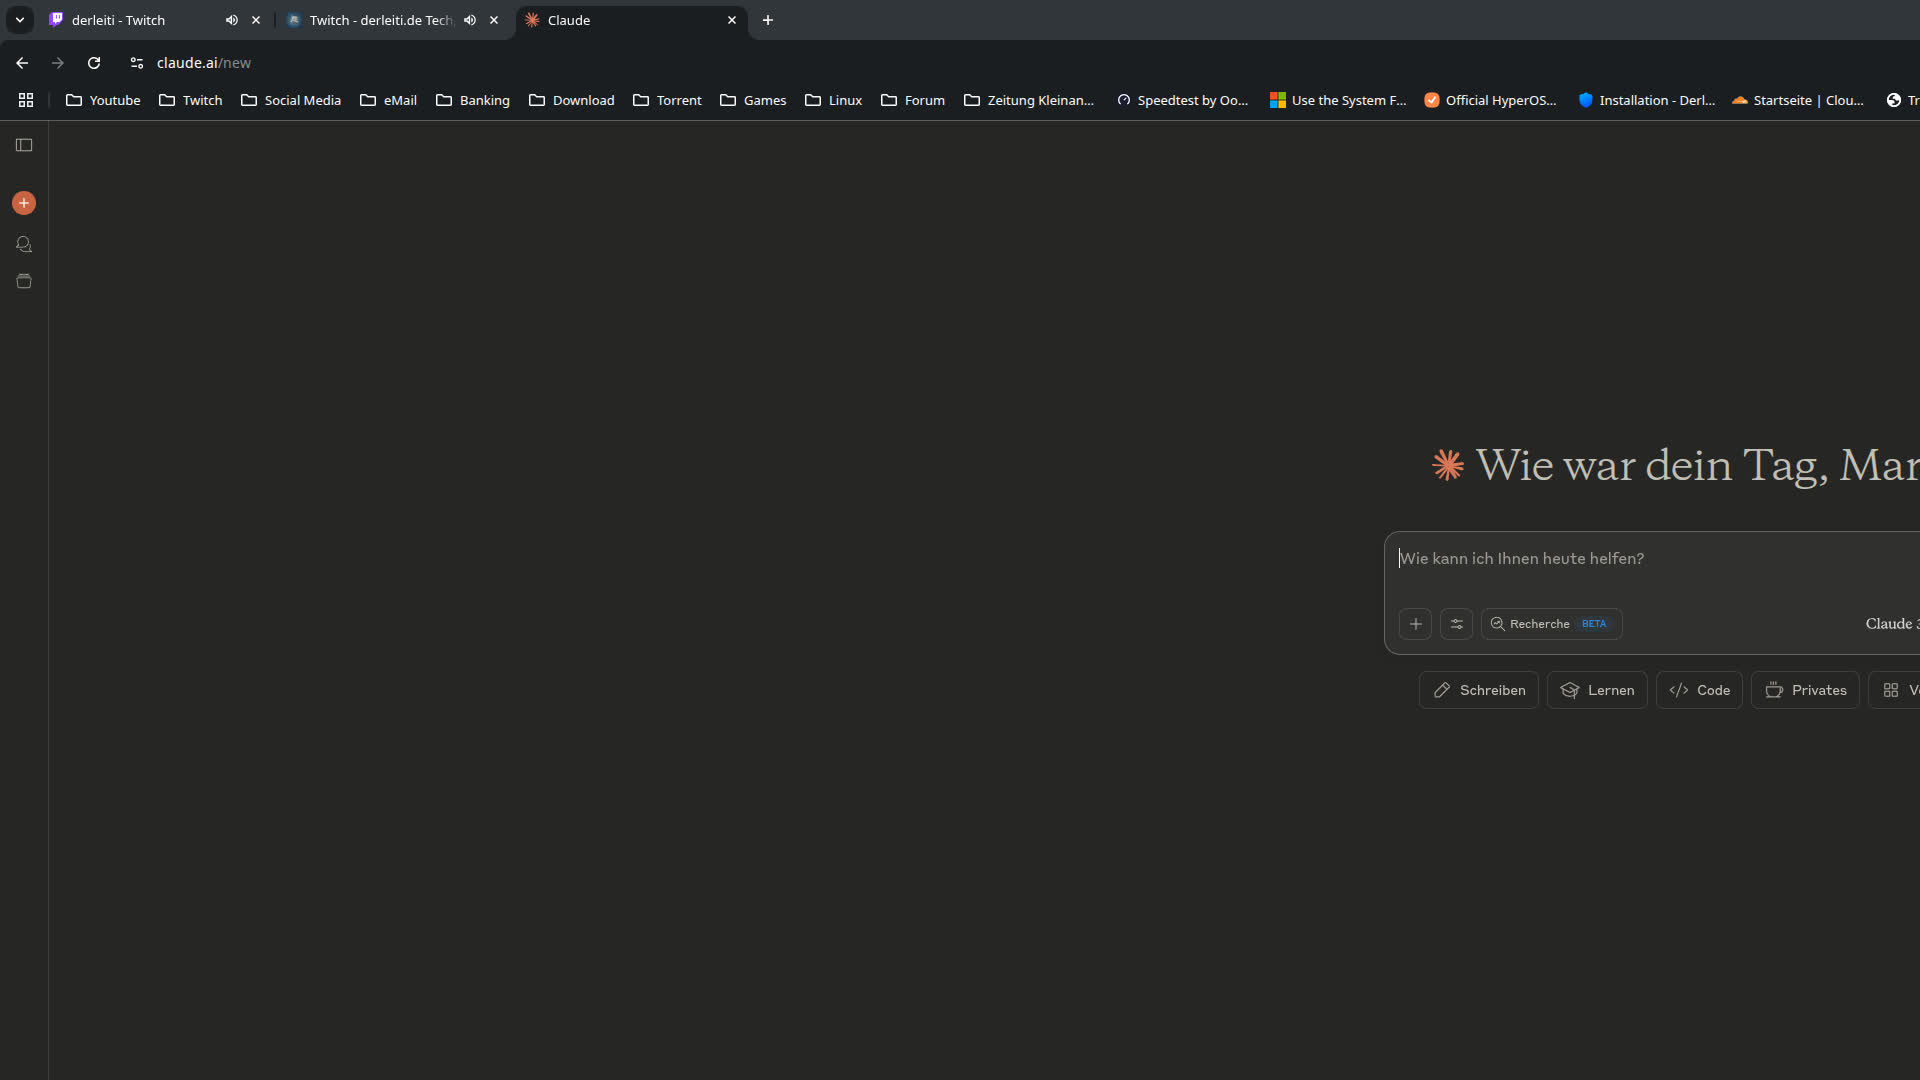 derleiti - Twitch
Twitch - derleiti.de Tech
Claude
claude.ai/new
Youtube
Twitch
Social Media
eMail
Banking
Download
Torrent
Games
Linux
Forum
Zeitung Kleinan...
Speedtest by Oo...
Use the System F...
Official HyperOS...
Installation - Derl...
Startseite | Clou...
Tr
Wie war dein Tag, Mar
Wie kann ich Ihnen heute helfen?
Recherche BETA
Claude 3
Schreiben
Lernen
Code
Privates